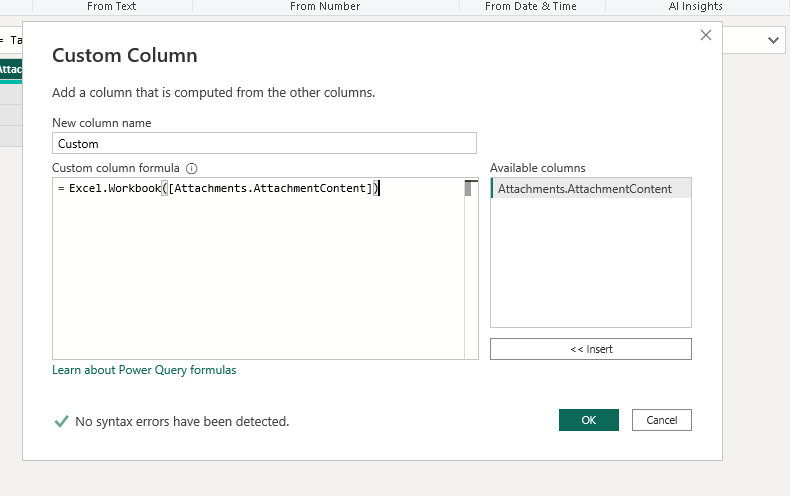 From Text
From Number
From Date & Time
AI Insights
= Ta
Attac
Custom Column
Add a column that is computed from the other columns.
New column name
Custom
Custom column formula
Available columns
= Excel.Workbook([Attachments.AttachmentContent])
Attachments.AttachmentContent
<< Insert
Learn about Power Query formulas
No syntax errors have been detected.
OK
Cancel